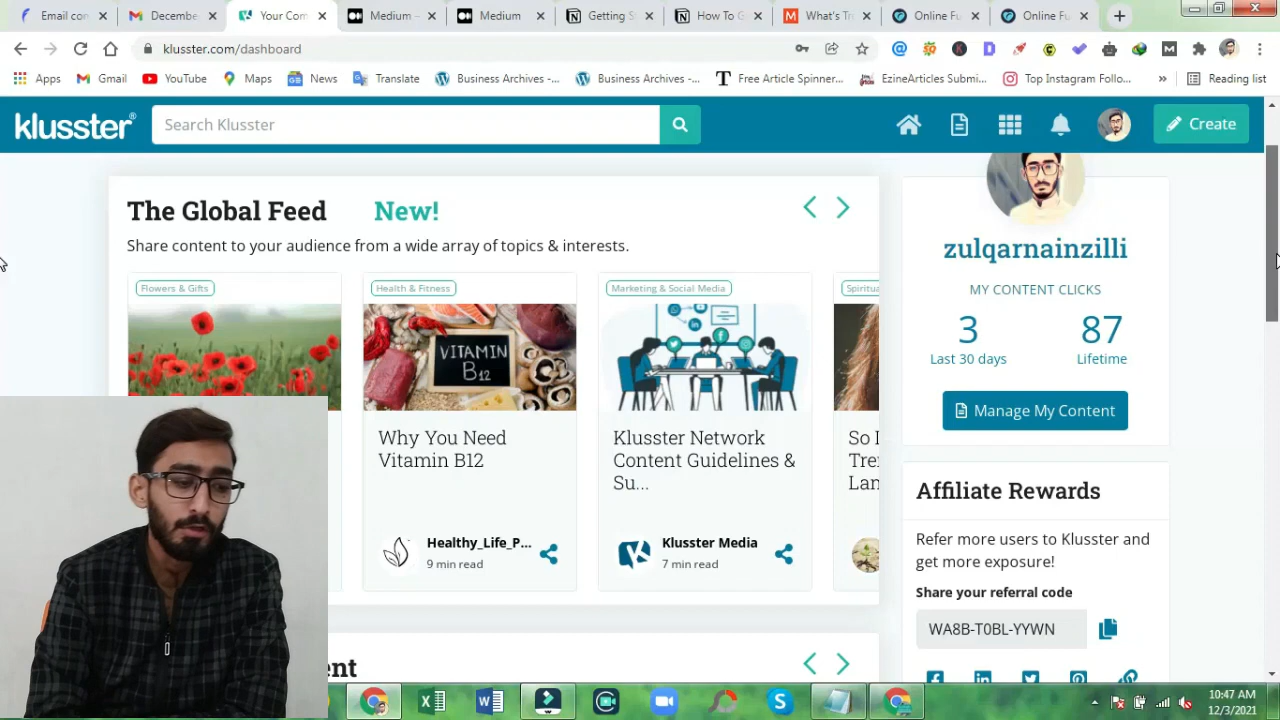 Email con
Decembe
Your Com
Medium –
Medium
Getting S
How To G
What's Tr
Online Fu
Online Fu
klusster.com/dashboard
Apps
Gmail
YouTube
Maps
News
Translate
Business Archives -...
Business Archives -...
Free Article Spinner...
EzineArticles Submi...
Top Instagram Follo...
»
Reading list
klusster®
Search Klusster
Create
The Global Feed New!
Share content to your audience from a wide array of topics & interests.
Flowers & Gifts
Health & Fitness
VITAMIN
B12
Why You Need
Vitamin B12
Healthy_Life_P...
9 min read
Marketing & Social Media
Klusster Network
Content Guidelines &
Su...
Klusster Media
7 min read
Spiritua
So I
Tre
Lan
ent
zulqarnainzilli
MY CONTENT CLICKS
3
Last 30 days
87
Lifetime
Manage My Content
Affiliate Rewards
Refer more users to Klusster and
get more exposure!
Share your referral code
WA8B-T0BL-YYWN
10:47 AM
12/3/2021